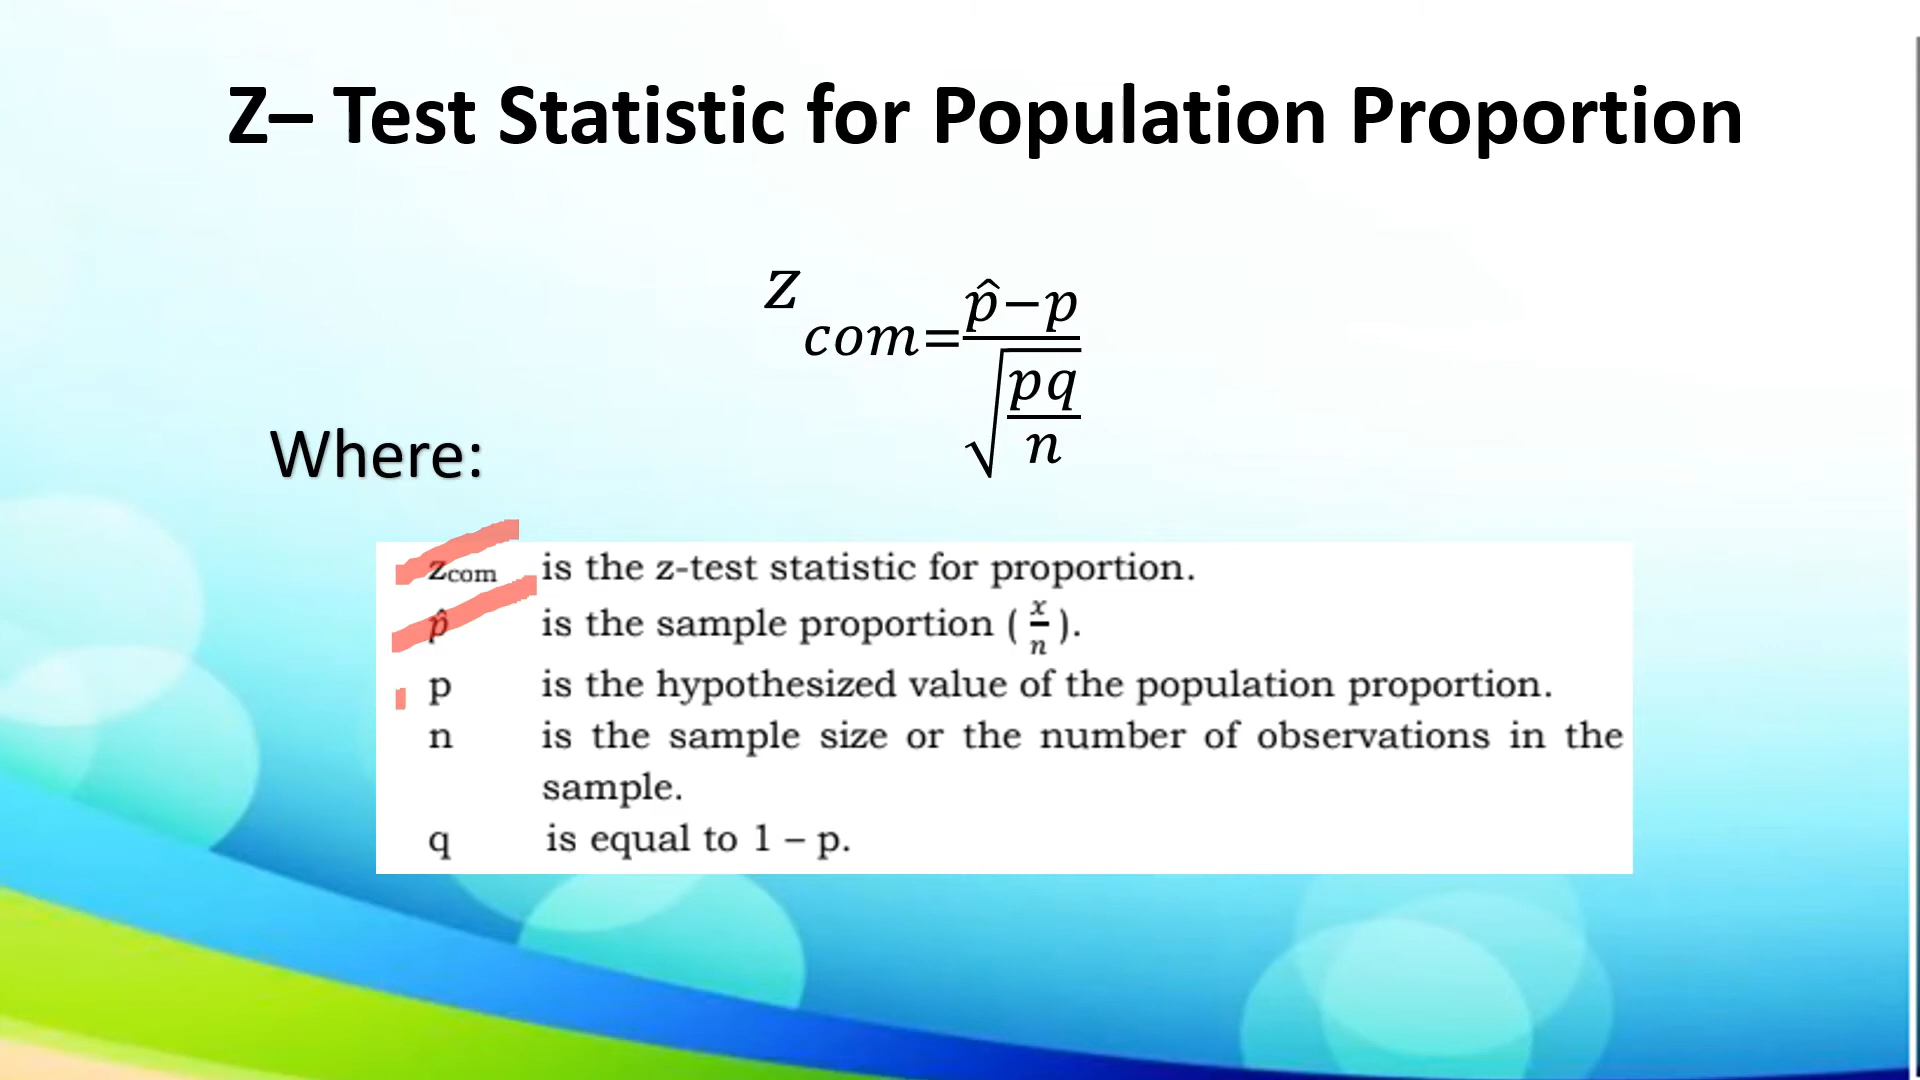 Z– Test Statistic for Population Proportion
z com = p̂−p / √(pq/n)
Where:
zcom is the z-test statistic for proportion.
p̂ is the sample proportion ( x/n ).
p is the hypothesized value of the population proportion.
n is the sample size or the number of observations in the
sample.
q is equal to 1 – p.